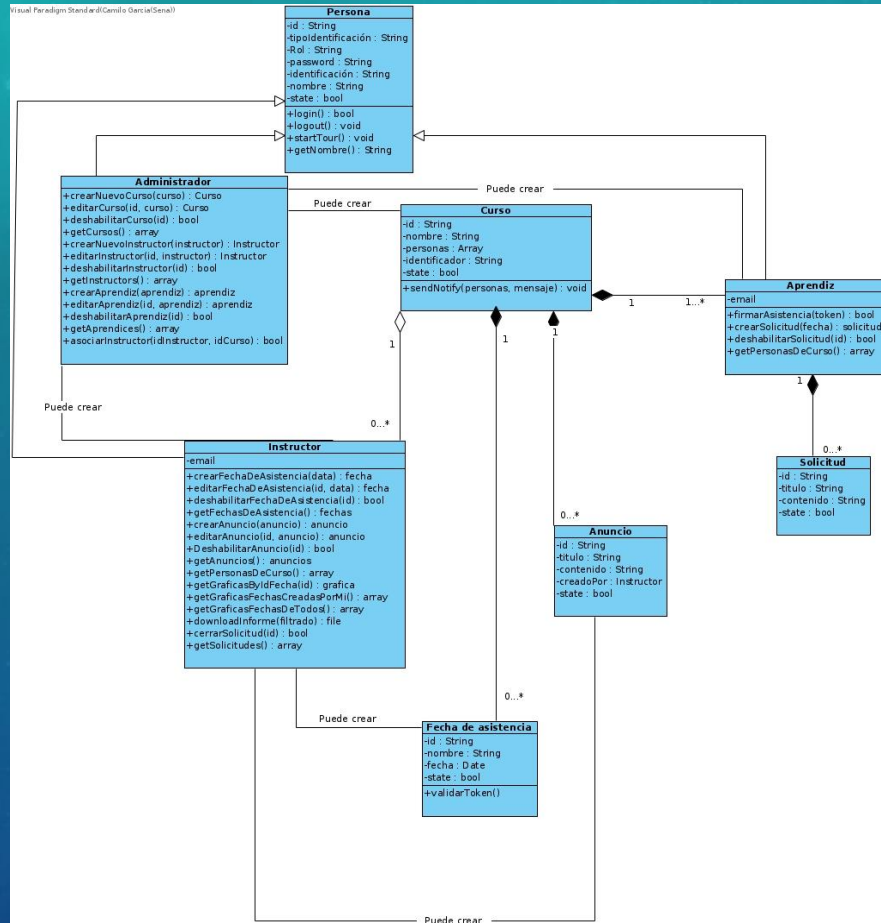 Visual Paradigm Standard(Camilo Garcia(Sena))
Persona
-id : String
-tipoIdentificación : String
-Rol : String
-password : String
-identificación : String
-nombre : String
-state : bool
+login() : bool
+logout() : void
+startTour() : void
+getNombre() : String
Administrador
+crearNuevoCurso(curso) : Curso
+editarCurso(id, curso) : Curso
+deshabilitarCurso(id) : bool
+getCursos() : array
+crearNuevoInstructor(instructor) : Instructor
+editarInstructor(id, instructor) : Instructor
+deshabilitarInstructor(id) : bool
+getInstructors() : array
+crearAprendiz(aprendiz) : aprendiz
+editarAprendiz(id, aprendiz) : aprendiz
+deshabilitarAprendiz(id) : bool
+getAprendices() : array
+asociarInstructor(idInstructor, idCurso) : bool
Puede crear
Puede crear
Curso
-id : String
-nombre : String
-personas : Array
-identificador : String
-state : bool
+sendNotify(personas, mensaje) : void
1
1...*
Aprendiz
-email
+firmarAsistencia(token) : bool
+crearSolicitud(fecha) : solicitud
+deshabilitarSolicitud(id) : bool
+getPersonasDeCurso() : array
1
1
1
1
Puede crear
0...*
0...*
Instructor
-email
+crearFechaDeAsistencia(data) : fecha
+editarFechaDeAsistencia(id, data) : fecha
+deshabilitarFechaDeAsistencia(id) : bool
+getFechasDeAsistencia() : fechas
+crearAnuncio(anuncio) : anuncio
+editarAnuncio(id, anuncio) : anuncio
+DeshabilitarAnuncio(id) : bool
+getAnuncios() : anuncios
+getPersonasDeCurso() : array
+getGraficasByIdFecha(id) : grafica
+getGraficasFechasCreadasPorMi() : array
+getGraficasFechasDeTodos() : array
+downloadInforme(filtrado) : file
+cerrarSolicitud(id) : bool
+getSolicitudes() : array
Solicitud
-id : String
-titulo : String
-contenido : String
-state : bool
0...*
Anuncio
-id : String
-titulo : String
-contenido : String
-creadoPor : Instructor
-state : bool
0...*
Puede crear
Fecha de asistencia
-id : String
-nombre : String
-fecha : Date
-state : bool
+validarToken()
Puede crear